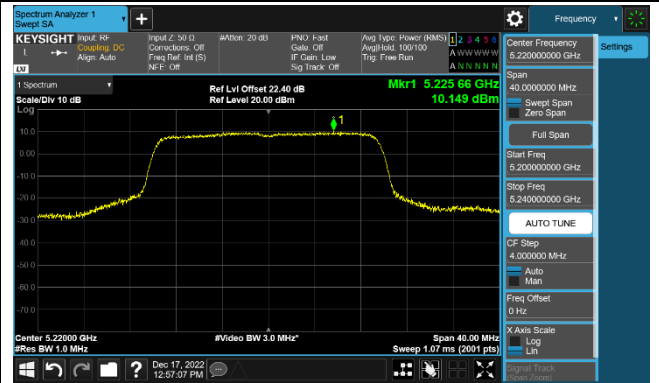 Spectrum Analyzer 1
Swept SA
Frequency
KEYSIGHT
Input: RF
Coupling: DC
Align: Auto
Input Z: 50 Ω
Corrections: Off
Freq Ref: Int (S)
NFE: Off
#Atten: 20 dB
PNO: Fast
Gate: Off
IF Gain: Low
Sig Track: Off
Avg Type: Power (RMS)
Avg|Hold: 100/100
Trig: Free Run
1 2 3 4 5 6
A W W W W W
A N N N N N
L
LXI
Center Frequency
5.220000000 GHz
Settings
Span
40.0000000 MHz
Swept Span
Zero Span
Full Span
Start Freq
5.200000000 GHz
Stop Freq
5.240000000 GHz
AUTO TUNE
CF Step
4.000000 MHz
Auto
Man
Freq Offset
0 Hz
X Axis Scale
Log
Lin
Signal Track
(Span Zoom)
1 Spectrum
Scale/Div 10 dB
Log
Ref Lvl Offset 22.40 dB
Ref Level 20.00 dBm
Mkr1 5.225 66 GHz
10.149 dBm
1
10.0
0.00
-10.0
-20.0
-30.0
-40.0
-50.0
-60.0
-70.0
Center 5.22000 GHz
#Res BW 1.0 MHz
#Video BW 3.0 MHz*
Span 40.00 MHz
Sweep 1.07 ms (2001 pts)
?
Dec 17, 2022
12:57:07 PM